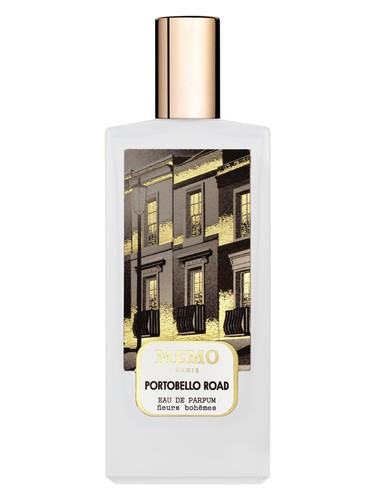 MEMO
PARIS
PORTOBELLO ROAD
EAU DE PARFUM
fleurs bohèmes